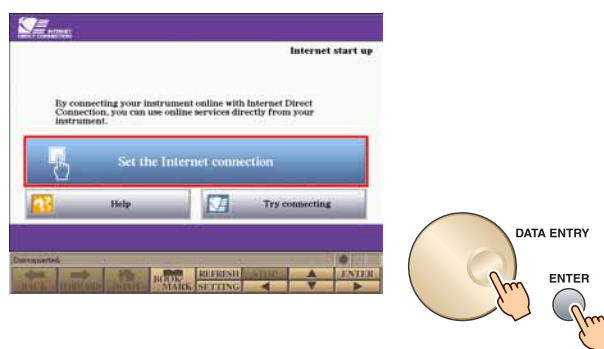 INTERNET
DIRECT CONNECTION
Internet start up
By connecting your instrument online with Internet Direct
Connection, you can use online services directly from your
instrument.
Set the Internet connection
Help
Try connecting
Disconnected.
BACK FORWARD HOME BOOK MARK REFRESH STOP ENTER
SETTING
DATA ENTRY
ENTER